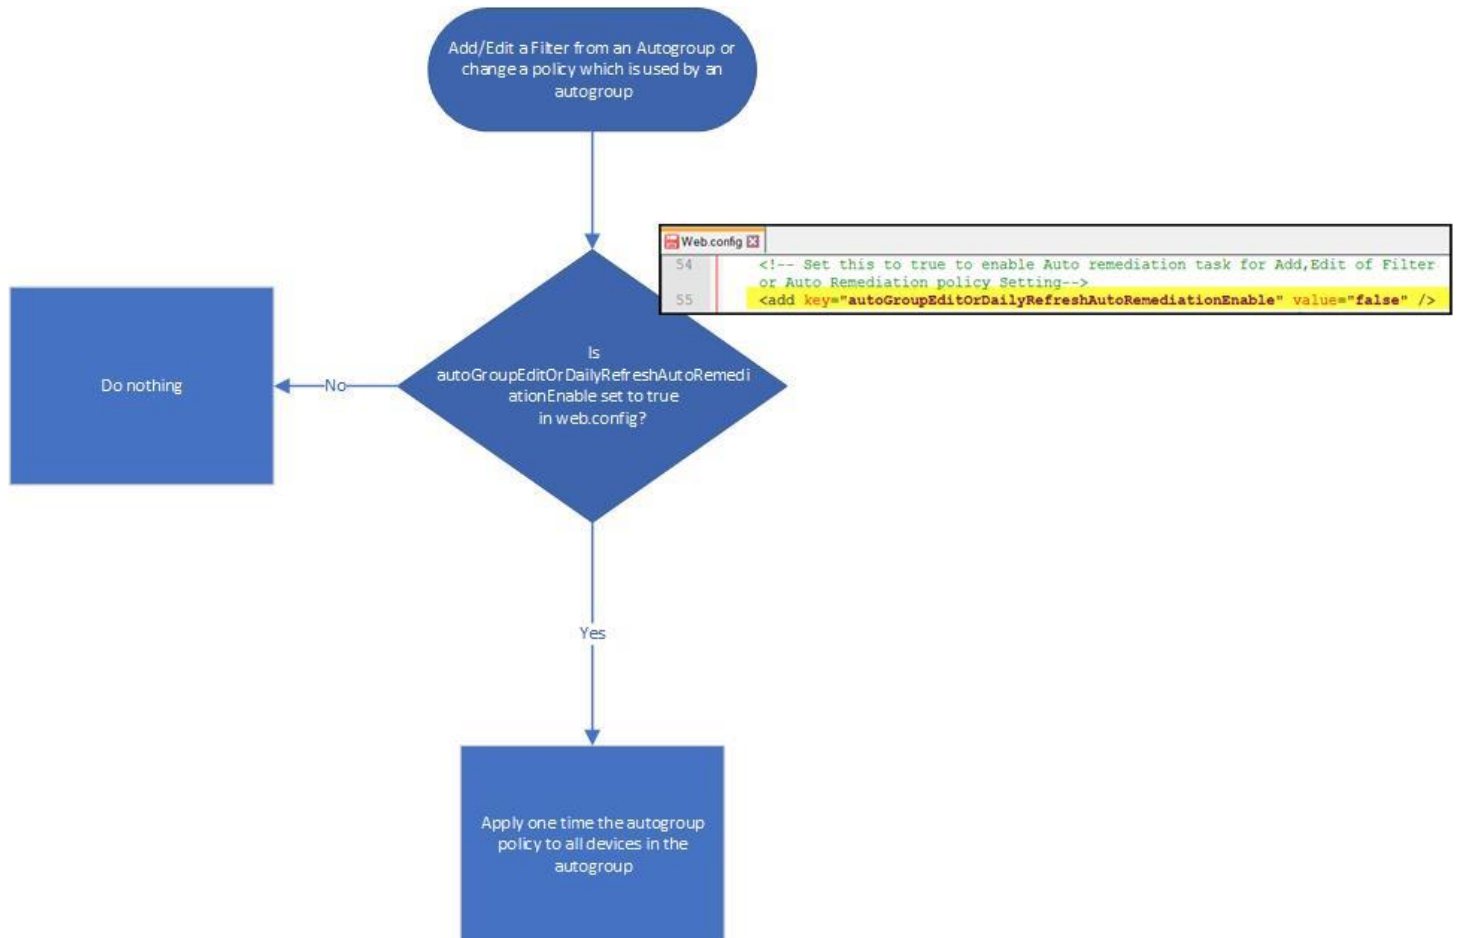 Add/Edit a Filter from an Autogroup or
change a policy which is used by an
autogroup
Web.config
54 <!-- Set this to true to enable Auto remediation task for Add,Edit of Filter
or Auto Remediation policy Setting-->
55 <add key="autoGroupEditOrDailyRefreshAutoRemediationEnable" value="false" />
Is
autoGroupEditOrDailyRefreshAutoRemedi
ationEnable set to true
in web.config?
No
Do nothing
Yes
Apply one time the autogroup
policy to all devices in the
autogroup